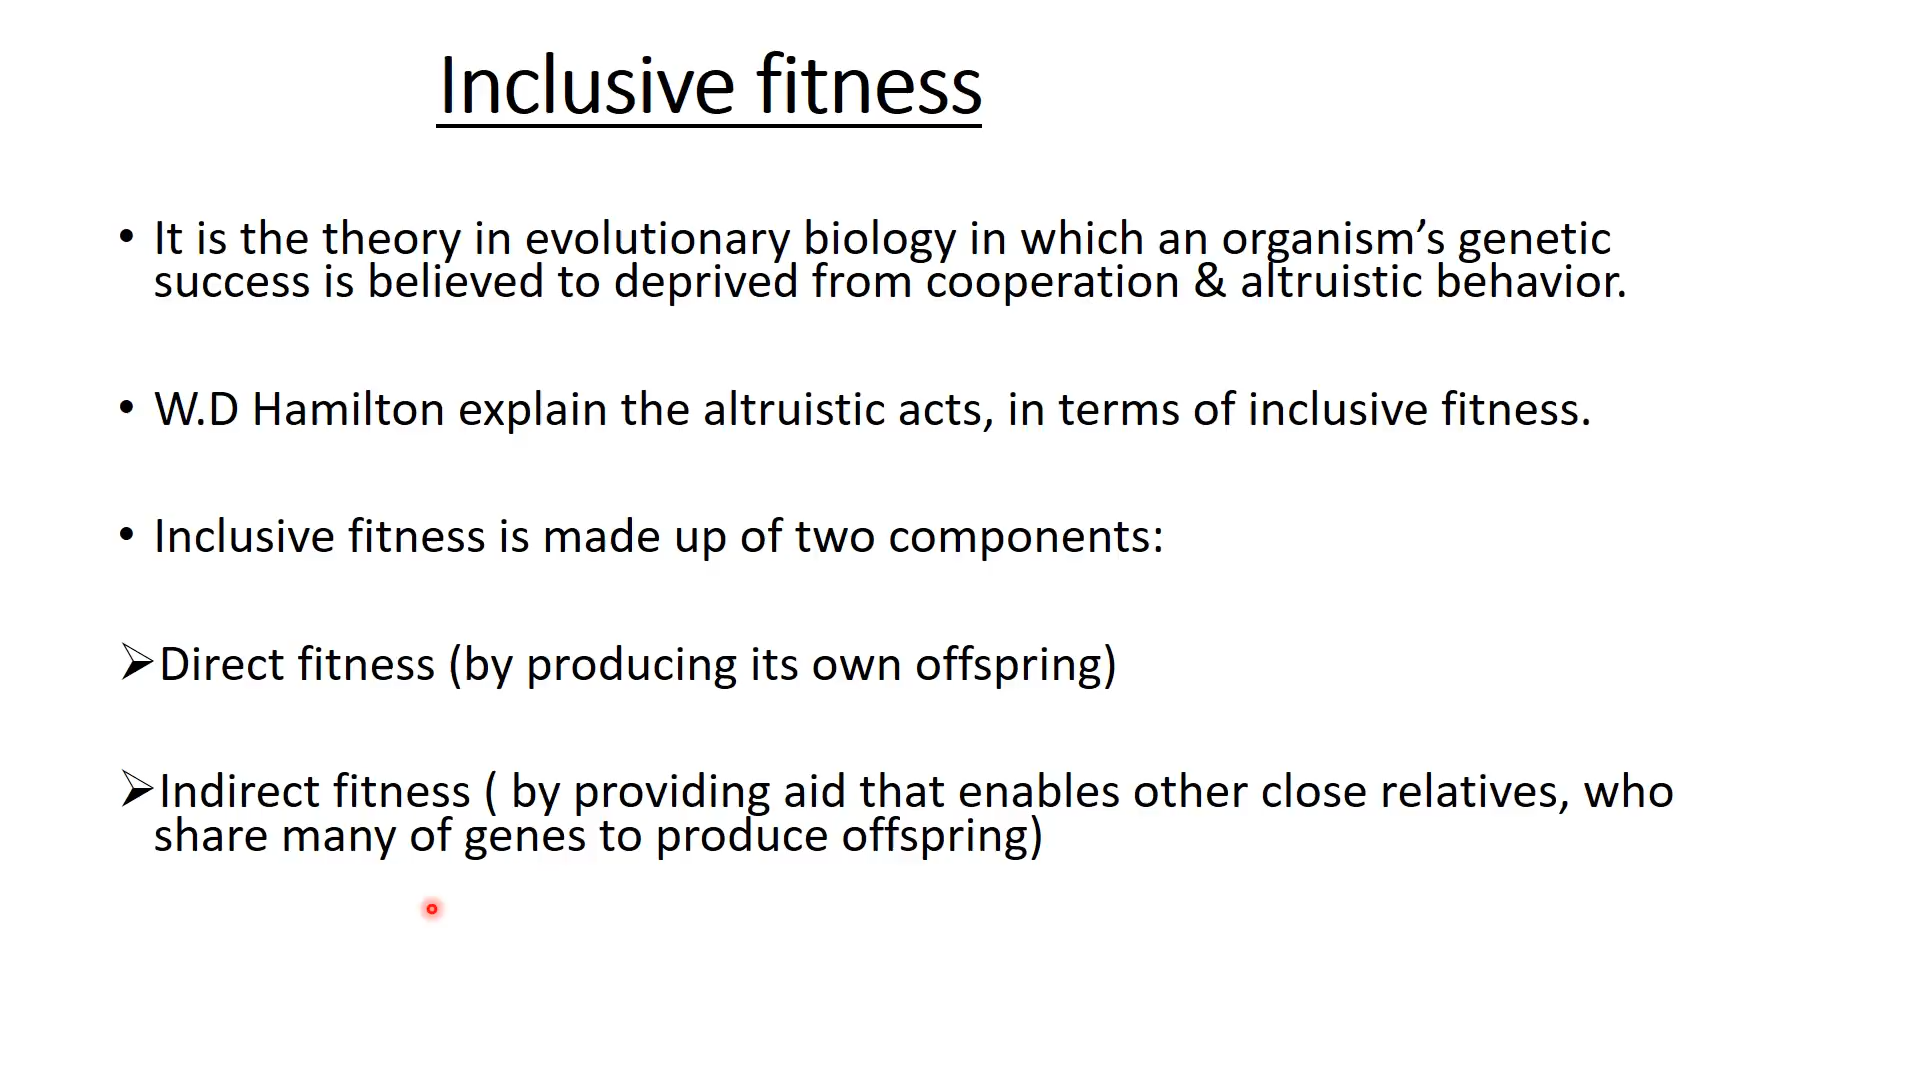 Inclusive fitness
• It is the theory in evolutionary biology in which an organism’s genetic
success is believed to deprived from cooperation & altruistic behavior.
• W.D Hamilton explain the altruistic acts, in terms of inclusive fitness.
• Inclusive fitness is made up of two components:
➢Direct fitness (by producing its own offspring)
➢Indirect fitness ( by providing aid that enables other close relatives, who
share many of genes to produce offspring)